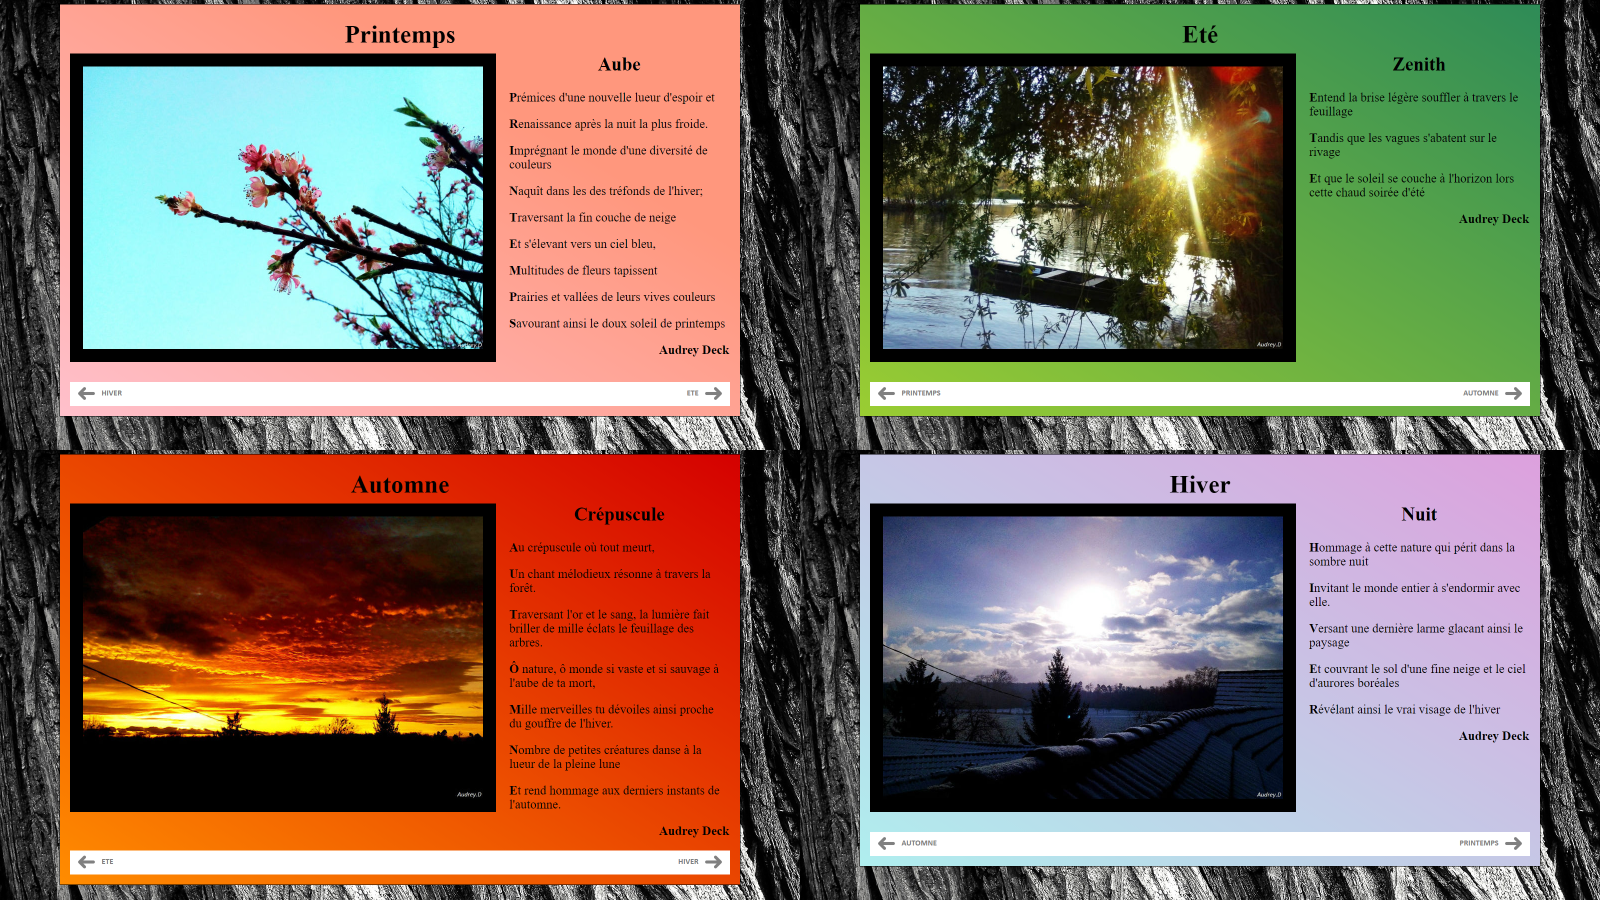 Printemps
Aube
Prémices d'une nouvelle lueur d'espoir et
Renaissance après la nuit la plus froide.
Imprégnant le monde d'une diversité de
couleurs
Naquît dans les des tréfonds de l'hiver;
Traversant la fin couche de neige
Et s'élevant vers un ciel bleu,
Multitudes de fleurs tapissent
Prairies et vallées de leurs vives couleurs
Savourant ainsi le doux soleil de printemps
Audrey Deck
HIVER
ETE
Eté
Zenith
Entend la brise légère souffler à travers le
feuillage
Tandis que les vagues s'abatent sur le
rivage
Et que le soleil se couche à l'horizon lors
cette chaud soirée d'été
Audrey Deck
Audrey.D
PRINTEMPS
AUTOMNE
Automne
Crépuscule
Au crépuscule où tout meurt,
Un chant mélodieux résonne à travers la
forêt.
Traversant l'or et le sang, la lumière fait
briller de mille éclats le feuillage des
arbres.
Ô nature, ô monde si vaste et si sauvage à
l'aube de ta mort,
Mille merveilles tu dévoiles ainsi proche
du gouffre de l'hiver.
Nombre de petites créatures danse à la
lueur de la pleine lune
Et rend hommage aux derniers instants de
l'automne.
Audrey Deck
Audrey.D
ETE
HIVER
Hiver
Nuit
Hommage à cette nature qui périt dans la
sombre nuit
Invitant le monde entier à s'endormir avec
elle.
Versant une dernière larme glacant ainsi le
paysage
Et couvrant le sol d'une fine neige et le ciel
d'aurores boréales
Révélant ainsi le vrai visage de l'hiver
Audrey Deck
Audrey.D
AUTOMNE
PRINTEMPS